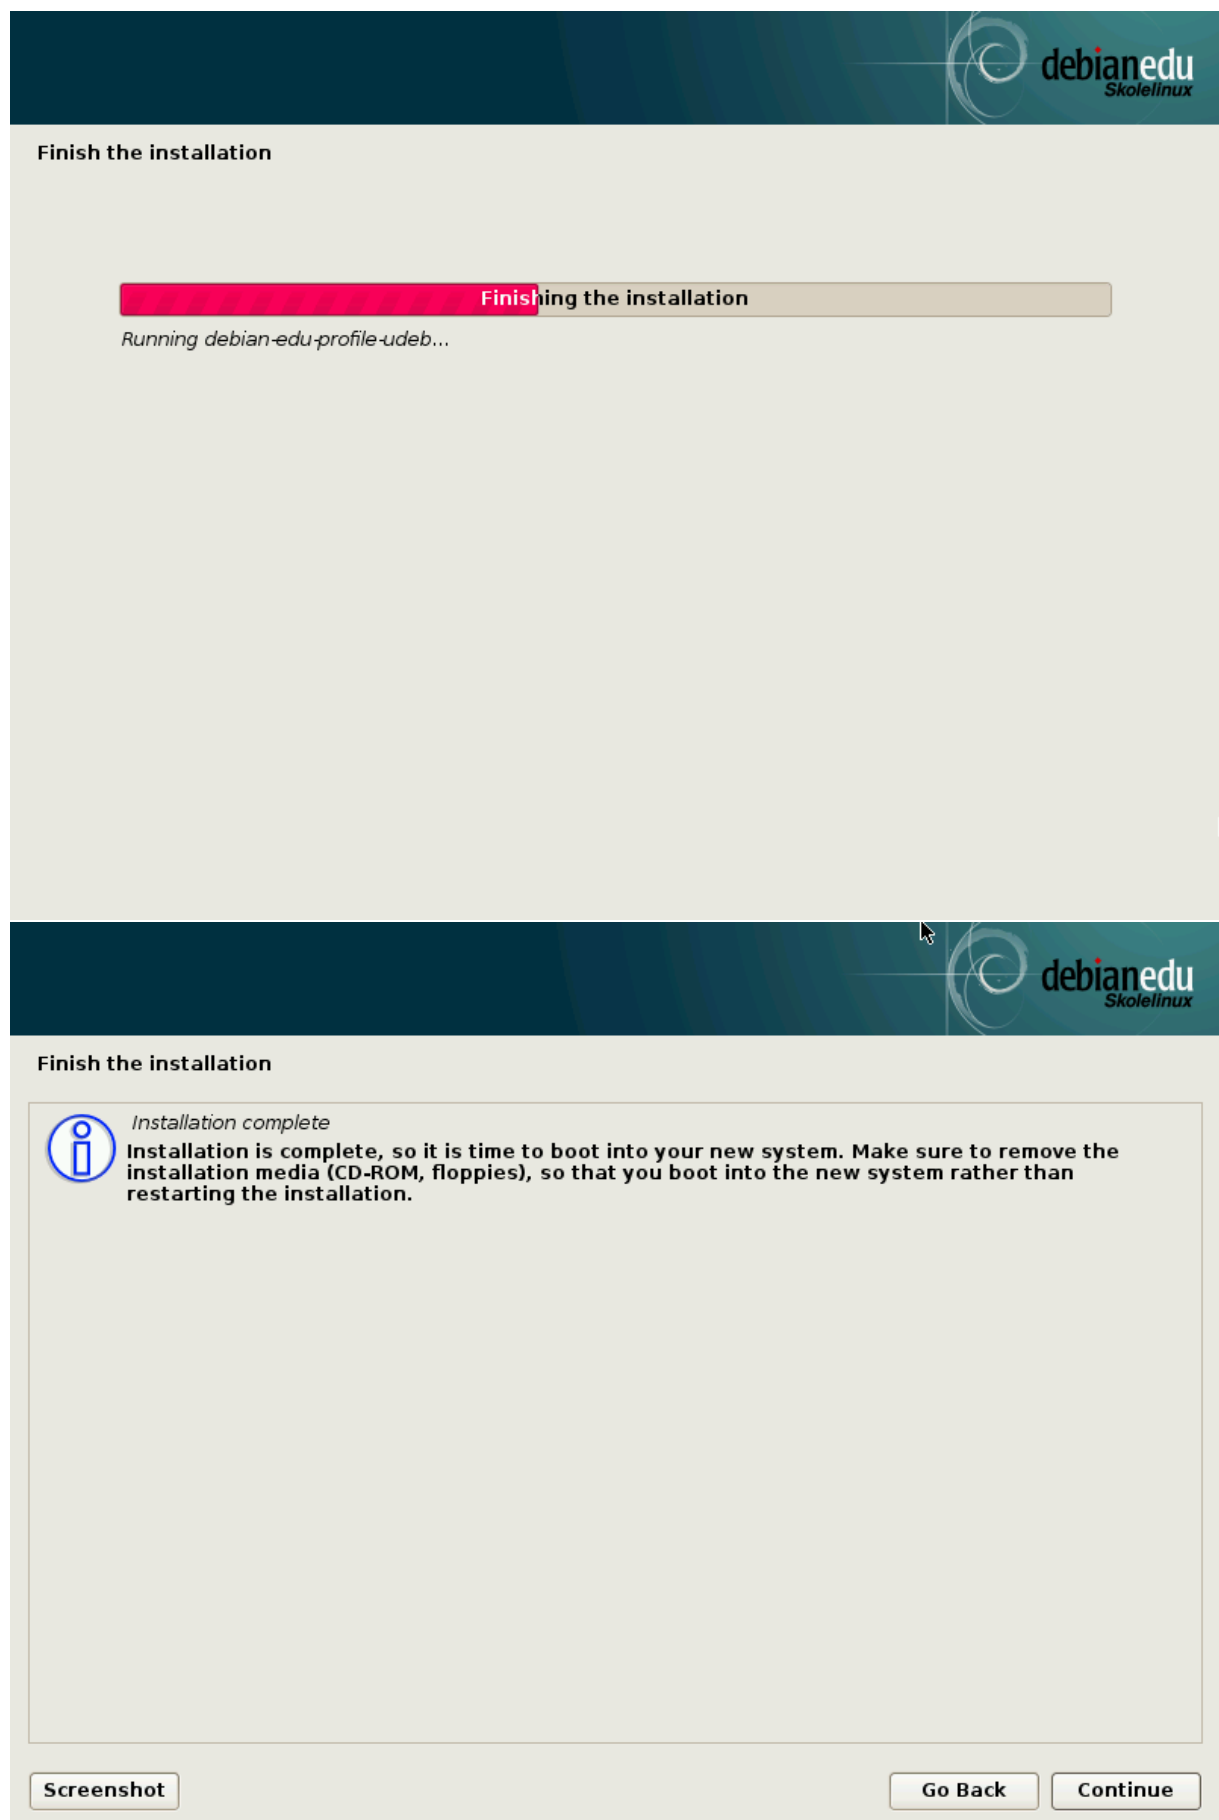 debianedu
Skolelinux
Finish the installation
Finishing the installation
Running debian-edu-profile-udeb...
debianedu
Skolelinux
Finish the installation
Installation complete
Installation is complete, so it is time to boot into your new system. Make sure to remove the
installation media (CD-ROM, floppies), so that you boot into the new system rather than
restarting the installation.
Screenshot
Go Back
Continue